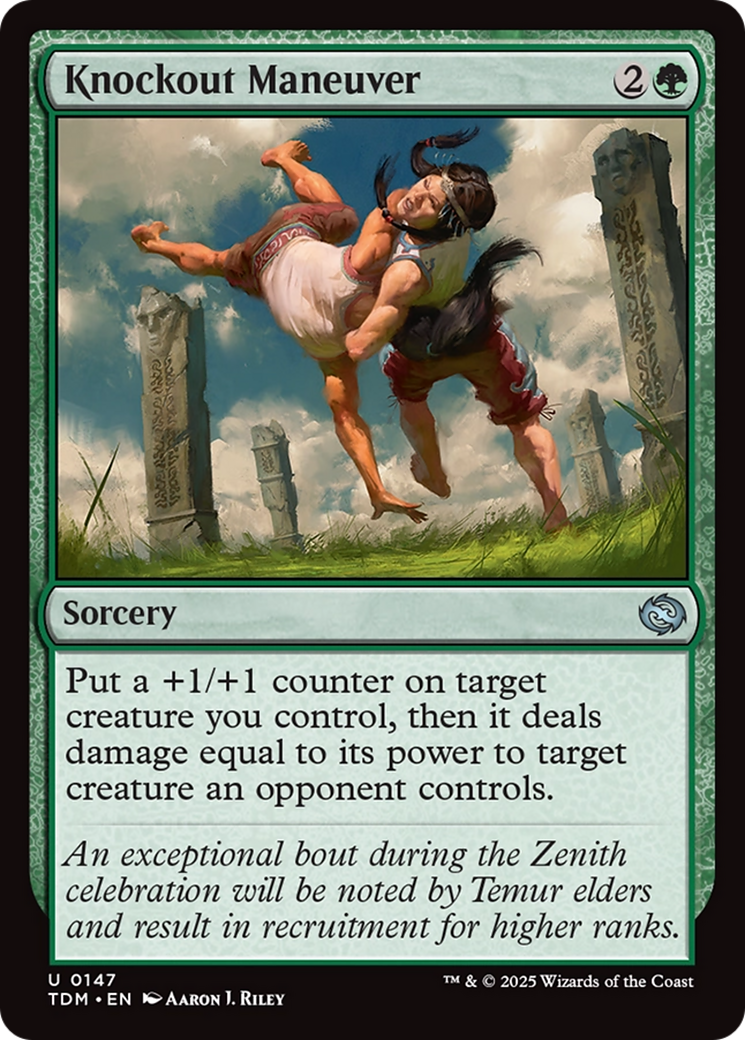 Knockout Maneuver 2
Sorcery
Put a +1/+1 counter on target
creature you control, then it deals
damage equal to its power to target
creature an opponent controls.
An exceptional bout during the Zenith
celebration will be noted by Temur elders
and result in recruitment for higher ranks.
U 0147
TDM • EN Aaron J. Riley
™ & © 2025 Wizards of the Coast